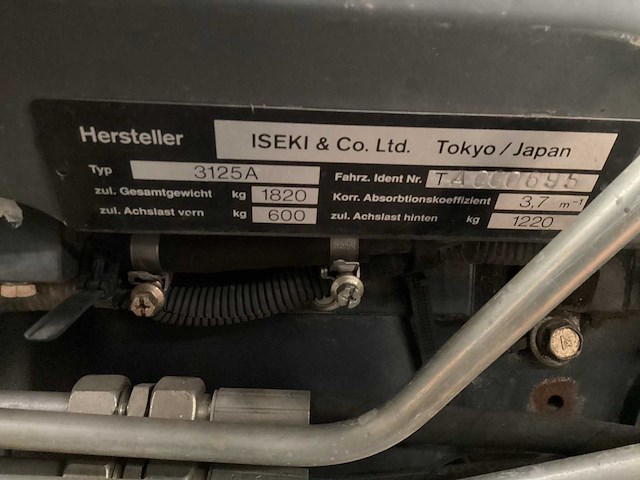 Hersteller ISEKI & Co. Ltd. Tokyo/Japan
Typ 3125A Fahrz. Ident Nr.
zul. Gesamtgewicht kg 1820 Korr. Absorbtionskoeffizient 3,7 m⁻¹
zul. Achslast vorn kg 600 zul. Achslast hinten kg 1220